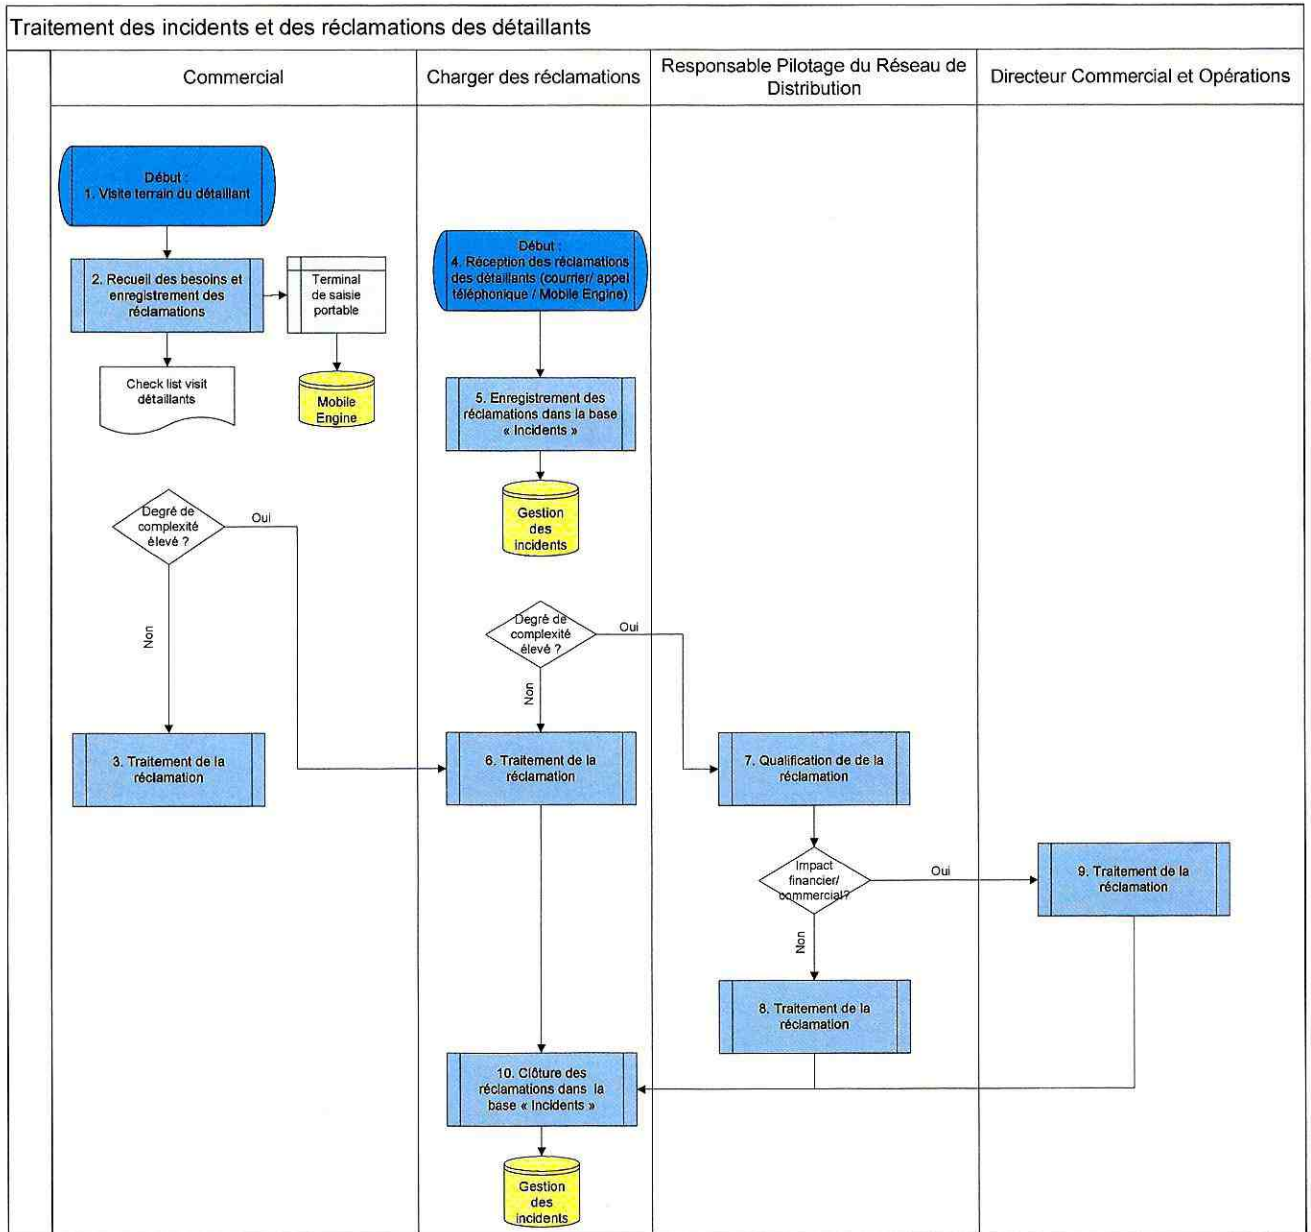 Traitement des incidents et des réclamations des détaillants
Commercial
Charger des réclamations
Responsable Pilotage du Réseau de
Distribution
Directeur Commercial et Opérations
Début :
1. Visite terrain du détaillant
2. Recueil des besoins et
enregistrement des
réclamations
Terminal
de saisie
portable
Check list visit
détaillants
Mobile
Engine
Début :
4. Réception des réclamations
des détaillants (courrier/ appel
téléphonique / Mobile Engine)
5. Enregistrement des
réclamations dans la base
« Incidents »
Gestion
des
incidents
Degré de
complexité
élevé ?
Oui
Non
Degré de
complexité
élevé ?
Oui
Non
3. Traitement de la
réclamation
6. Traitement de la
réclamation
7. Qualification de de la
réclamation
Impact
financier/
commercial?
Oui
Non
9. Traitement de la
réclamation
8. Traitement de la
réclamation
10. Clôture des
réclamations dans la
base « Incidents »
Gestion
des
incidents